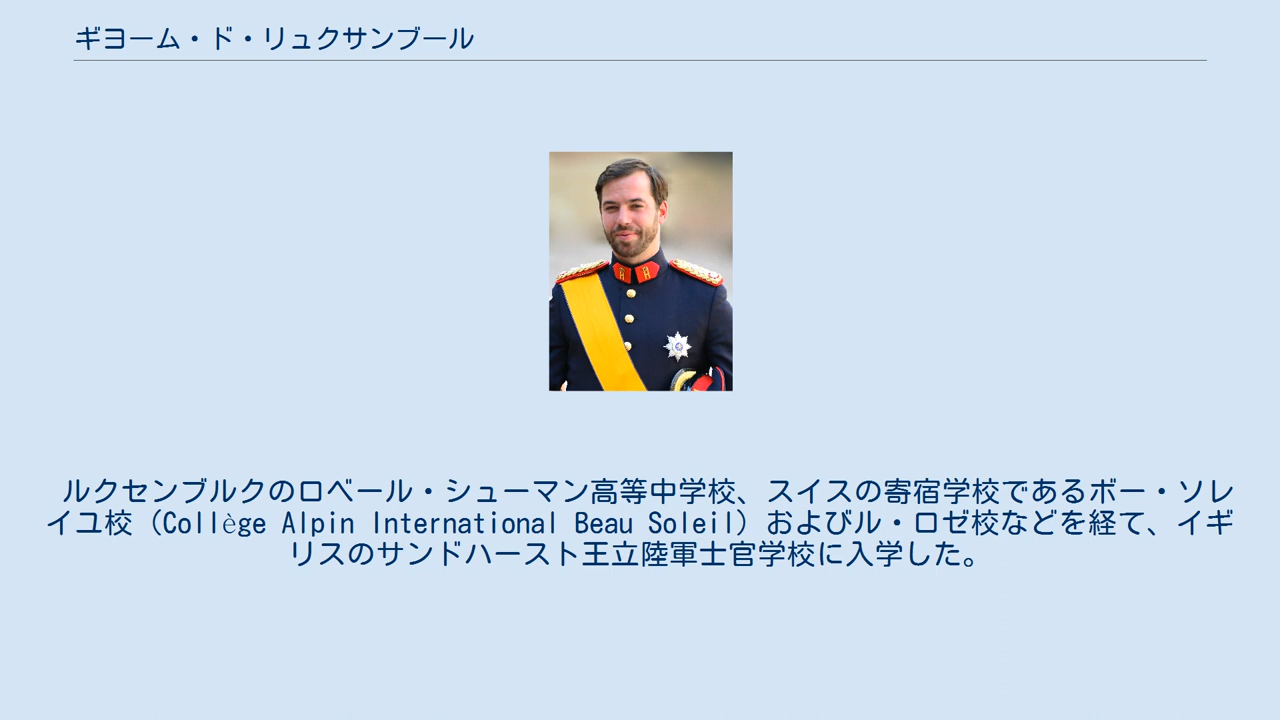 ギヨーム・ド・リュクサンブール
ルクセンブルクのロベール・シューマン高等中学校、スイスの寄宿学校であるボー・ソレ
イユ校（Collège Alpin International Beau Soleil）およびル・ロゼ校などを経て、イギ
リスのサンドハースト王立陸軍士官学校に入学した。